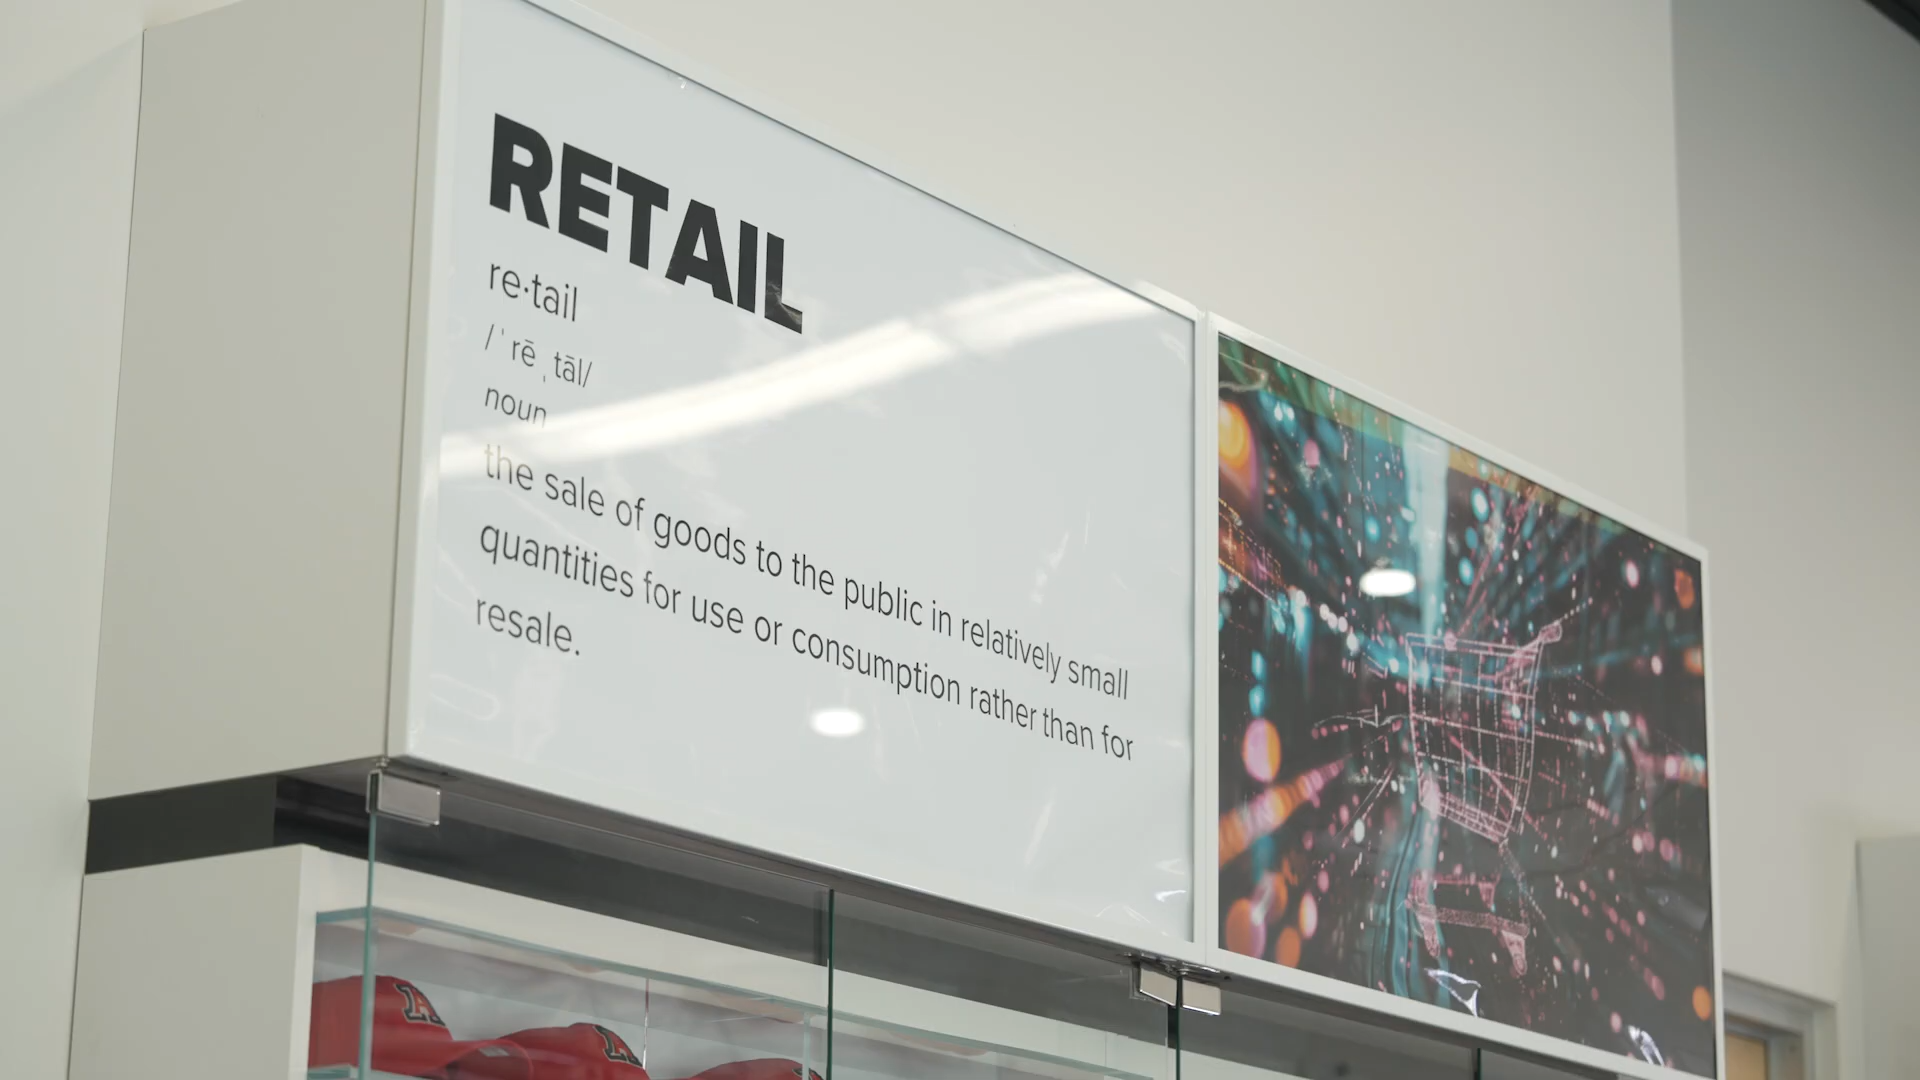 RETAIL
re·tail
/ˈrēˌtāl/
noun
the sale of goods to the public in relatively small
quantities for use or consumption rather than for
resale.